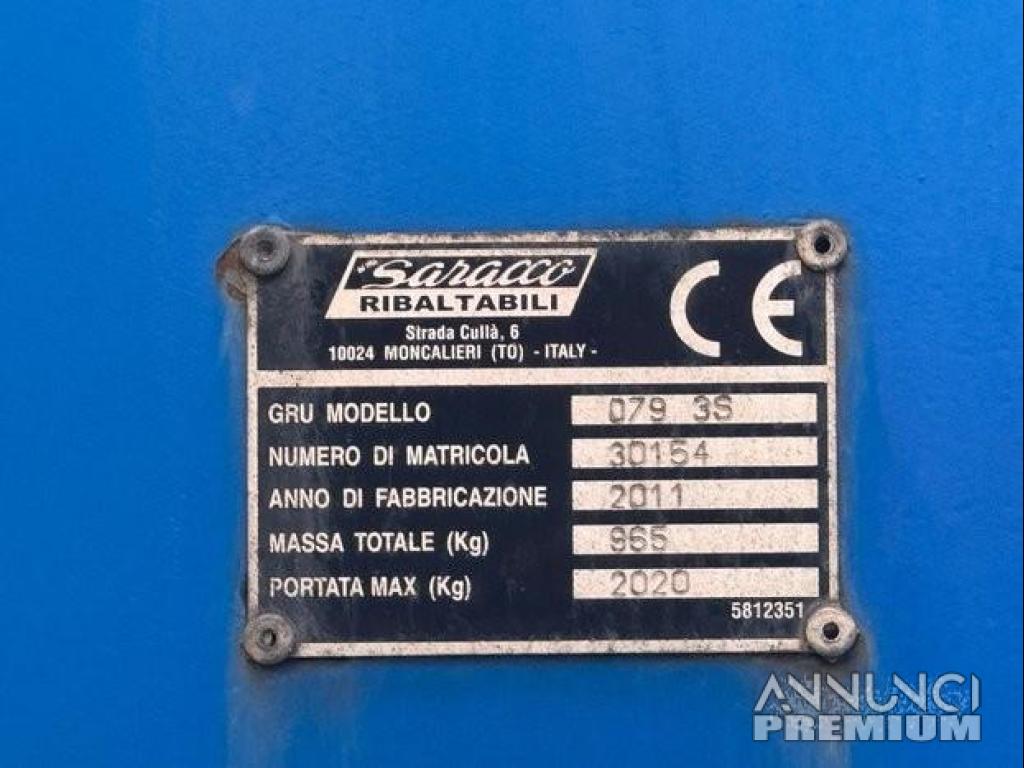 Saracco
RIBALTABILI
Strada Cullà, 6
10024 MONCALIERI (TO) - ITALY -
CE
GRU MODELLO 079 3S
NUMERO DI MATRICOLA 30154
ANNO DI FABBRICAZIONE 2011
MASSA TOTALE (Kg) 965
PORTATA MAX (Kg) 2020
5812351
ANNUNCI
PREMIUM